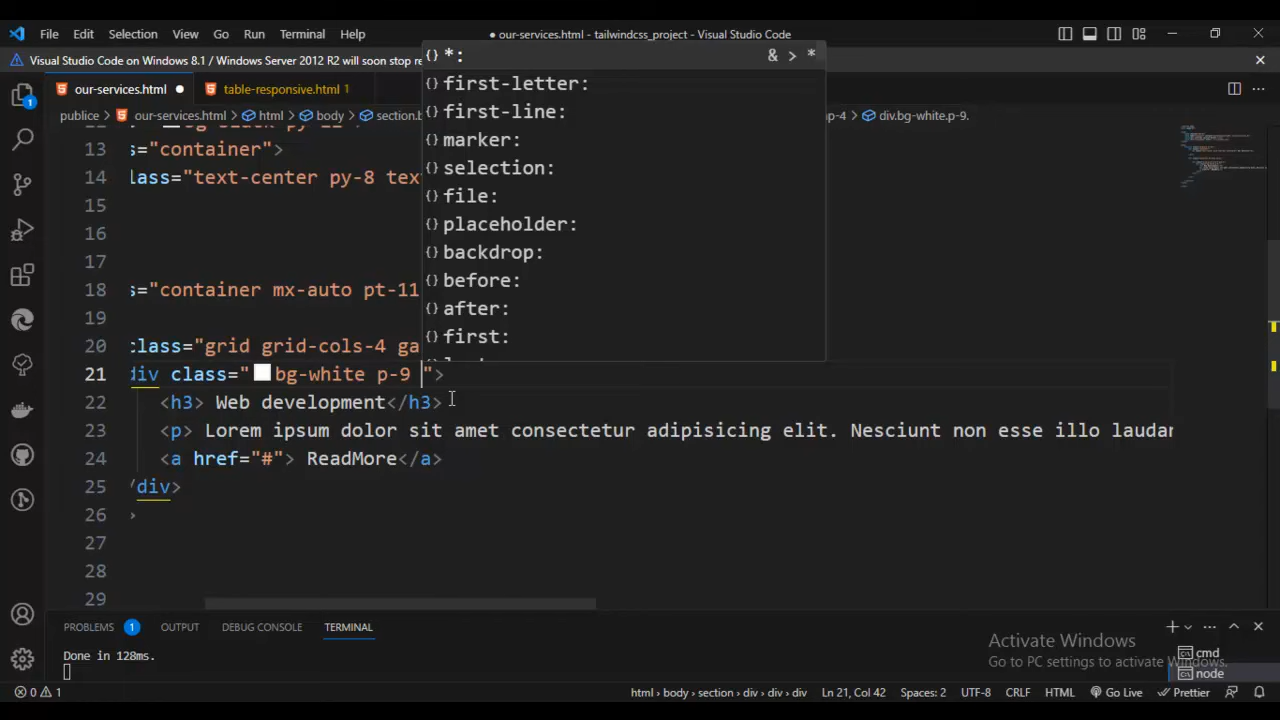 File Edit Selection View Go Run Terminal Help
● our-services.html - tailwindcss_project - Visual Studio Code
Visual Studio Code on Windows 8.1 / Windows Server 2012 R2 will soon stop re
{} *: & > *
our-services.html ●
table-responsive.html 1
publice > our-services.html > html > body > section.b
p-4 > div.bg-white.p-9.
{} first-letter:
{} first-line:
{} marker:
{} selection:
{} file:
{} placeholder:
{} backdrop:
{} before:
{} after:
{} first:
13 s="container">
14 lass="text-center py-8 tex
15
16
17
18 s="container mx-auto pt-11
19
20 class="grid grid-cols-4 ga
21 div class="bg-white p-9 ">
22 <h3> Web development</h3>
23 <p> Lorem ipsum dolor sit amet consectetur adipisicing elit. Nesciunt non esse illo laudan
24 <a href="#"> ReadMore</a>
25 /div>
26 >
27
28
29
PROBLEMS 1 OUTPUT DEBUG CONSOLE TERMINAL
Done in 128ms.
cmd
node
Activate Windows
Go to PC settings to activate Windows.
0 1
html › body › section › div › div › div Ln 21, Col 42 Spaces: 2 UTF-8 CRLF HTML Go Live Prettier